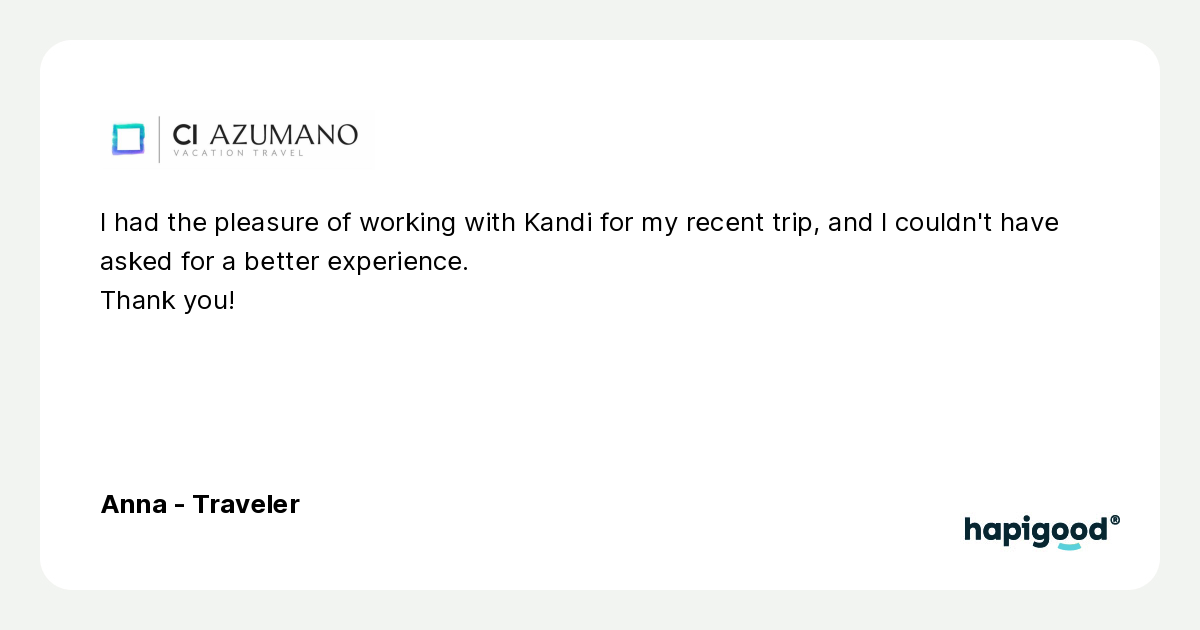 CI AZUMANO
VACATION TRAVEL
I had the pleasure of working with Kandi for my recent trip, and I couldn't have
asked for a better experience.
Thank you!
Anna - Traveler
hapigood®